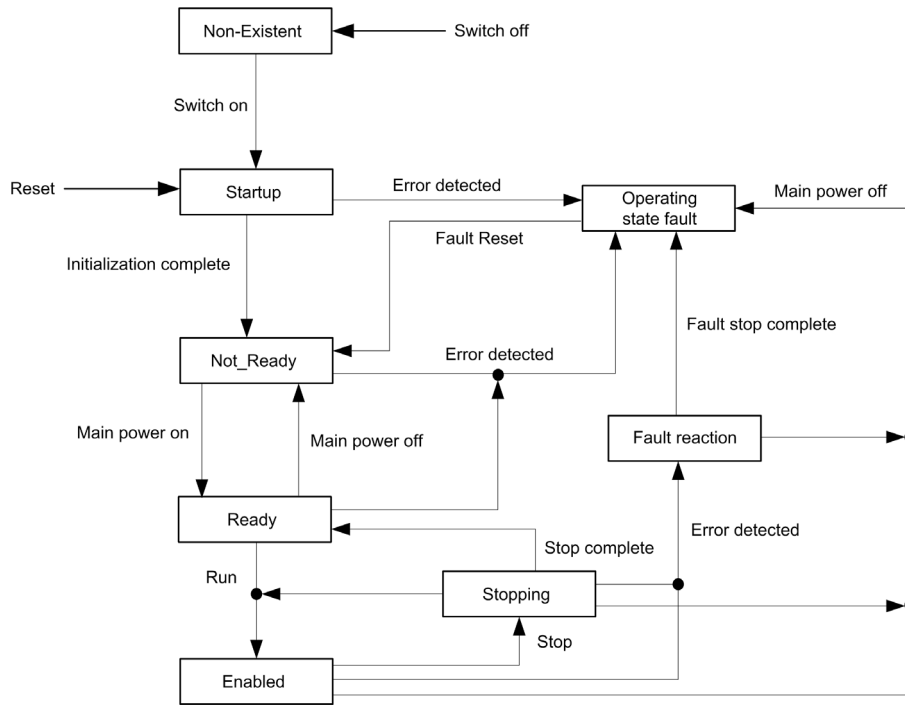 Non-Existent
Switch off
Switch on
Reset
Startup
Error detected
Operating
state fault
Main power off
Fault Reset
Initialization complete
Fault stop complete
Not_Ready
Error detected
Main power on
Main power off
Fault reaction
Ready
Error detected
Stop complete
Run
Stopping
Stop
Enabled